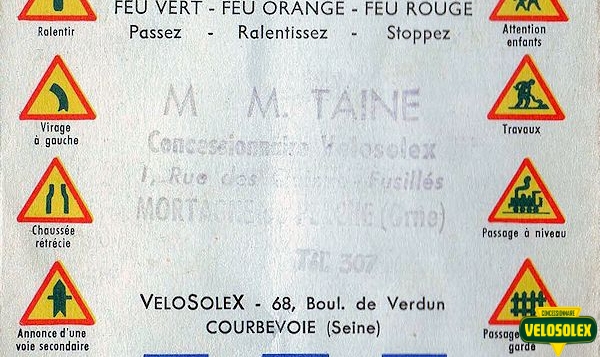 FEU VERT - FEU ORANGE - FEU ROUGE
Passez - Ralentissez - Stoppez
Ralentir
Attention
enfants
M M. TAINE
Concessionnaire Velosolex
1, Rue des Fusillés
MORTAGNE (Orne)
Tél. 307
Virage
à gauche
Travaux
Chaussée
rétrécie
Passage à niveau
Annonce d'une
voie secondaire
VELOSOLEX - 68, Boul. de Verdun
COURBEVOIE (Seine)
Passage
gardé
CONCESSIONNAIRE
VELOSOLEX